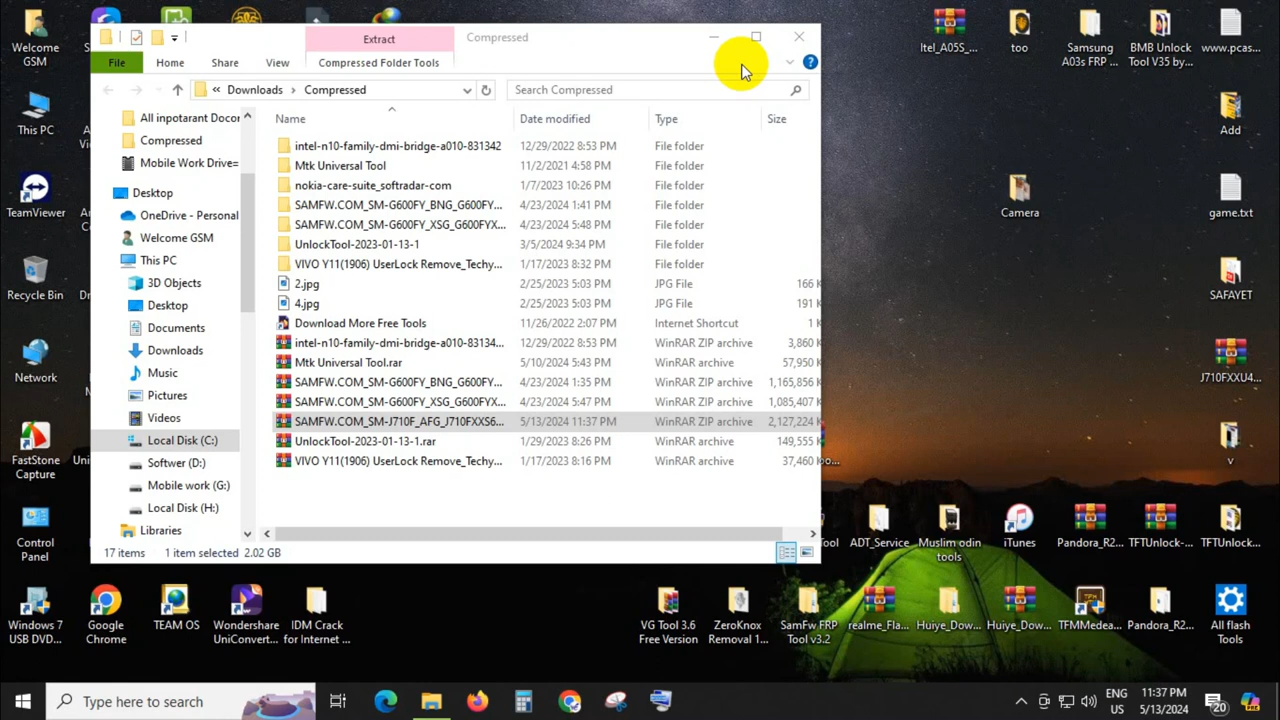 Welcome
GSM
Extract
Compressed
File
Home
Share
View
Compressed Folder Tools
Downloads
Compressed
Search Compressed
All inpotarant Docor
Compressed
Mobile Work Drive=
Desktop
OneDrive - Personal
Welcome GSM
This PC
3D Objects
Desktop
Documents
Downloads
Music
Pictures
Videos
Local Disk (C:)
Softwer (D:)
Mobile work (G:)
Local Disk (H:)
Libraries
Name
Date modified
Type
Size
intel-n10-family-dmi-bridge-a010-831342
12/29/2022 8:53 PM
File folder
Mtk Universal Tool
11/2/2021 4:58 PM
File folder
nokia-care-suite_softradar-com
1/7/2023 10:26 PM
File folder
SAMFW.COM_SM-G600FY_BNG_G600FY...
4/23/2024 1:41 PM
File folder
SAMFW.COM_SM-G600FY_XSG_G600FYX...
4/23/2024 5:48 PM
File folder
UnlockTool-2023-01-13-1
3/5/2024 9:34 PM
File folder
VIVO Y11(1906) UserLock Remove_Techy...
1/17/2023 8:32 PM
File folder
2.jpg
2/25/2023 5:03 PM
JPG File
166 K
4.jpg
2/25/2023 5:03 PM
JPG File
191 K
Download More Free Tools
11/26/2022 2:07 PM
Internet Shortcut
1 K
intel-n10-family-dmi-bridge-a010-83134...
12/29/2022 8:53 PM
WinRAR ZIP archive
3,860 K
Mtk Universal Tool.rar
5/10/2024 5:43 PM
WinRAR archive
57,950 K
SAMFW.COM_SM-G600FY_BNG_G600FY...
4/23/2024 1:35 PM
WinRAR ZIP archive
1,165,856 K
SAMFW.COM_SM-G600FY_XSG_G600FYX...
4/23/2024 5:47 PM
WinRAR ZIP archive
1,085,407 K
SAMFW.COM_SM-J710F_AFG_J710FXXS6...
5/13/2024 11:37 PM
WinRAR ZIP archive
2,127,224 K
UnlockTool-2023-01-13-1.rar
1/29/2023 8:26 PM
WinRAR archive
149,555 K
VIVO Y11(1906) UserLock Remove_Techy...
1/17/2023 8:16 PM
WinRAR archive
37,460 K
17 items
1 item selected 2.02 GB
This PC
TeamViewer
Recycle Bin
Network
FastStone
Capture
Control
Panel
Itel_A05S_...
too
Samsung
A03s FRP ...
BMB Unlock
Tool V35 by...
www.pcas...
Add
Camera
game.txt
SAFAYET
J710FXXU4...
v
ADT_Service
Muslim odin
tools
iTunes
Pandora_R2...
TFTUnlock-...
TFTUnlock...
Windows 7
USB DVD...
Google
Chrome
TEAM OS
Wondershare
UniConvert...
IDM Crack
for Internet ...
VG Tool 3.6
Free Version
ZeroKnox
Removal 1...
SamFw FRP
Tool v3.2
realme_Fla...
Huiye_Dow...
Huiye_Dow...
TFMMedea...
Pandora_R2...
All flash
Tools
Type here to search
ENG
US
11:37 PM
5/13/2024
20